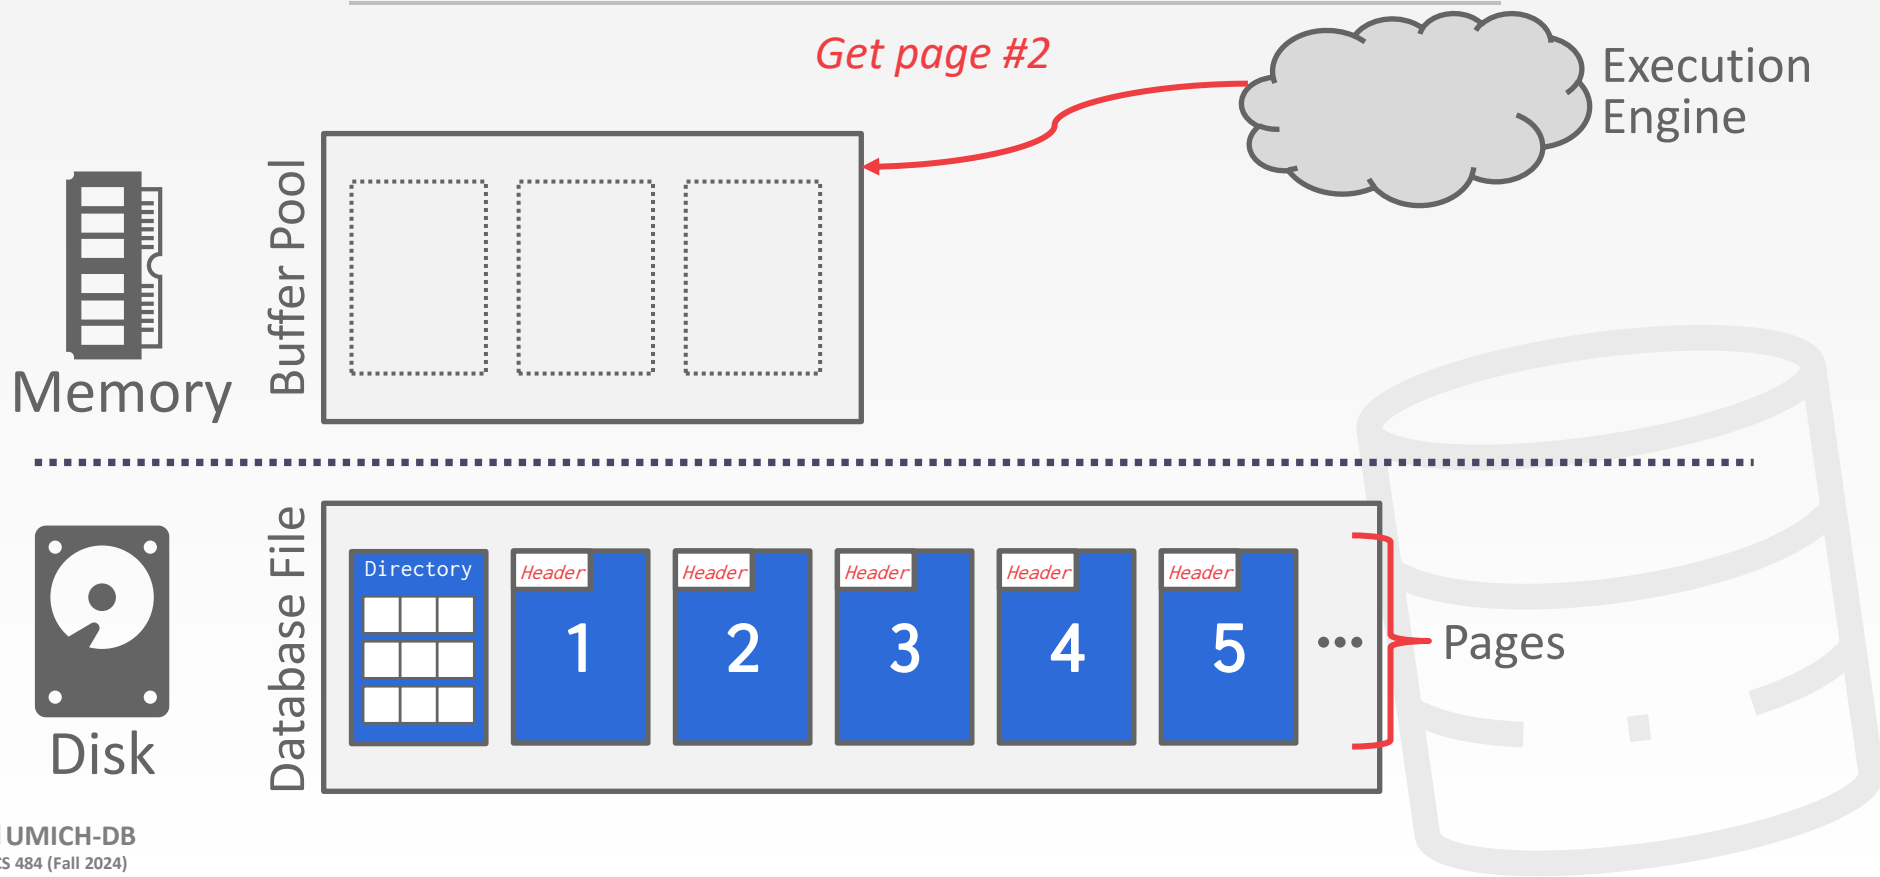 Get page #2
Execution
Engine
Buffer Pool
Memory
Database File
Directory
Header
1
Header
2
Header
3
Header
4
Header
5
...
Pages
Disk
UMICH-DB
CS 484 (Fall 2024)